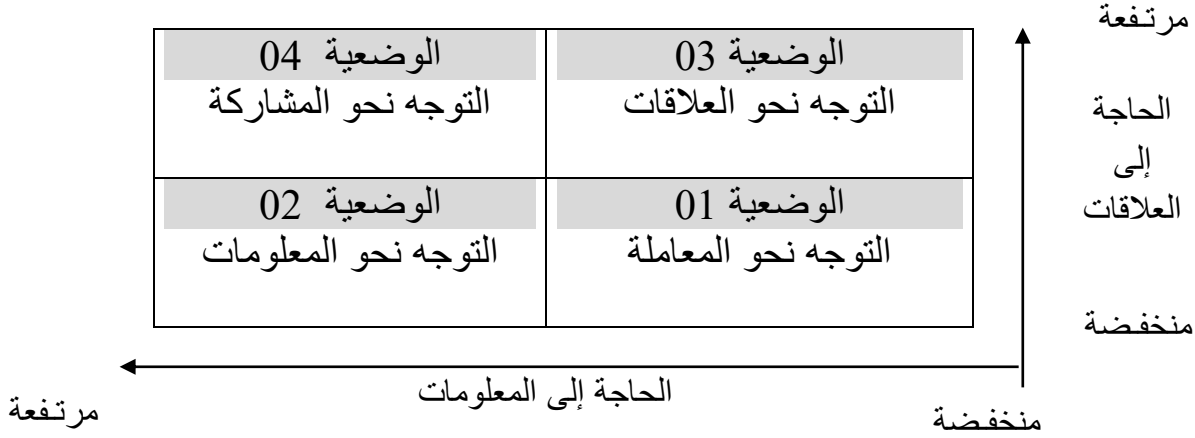 مرتفعة
الوضعية 03
الوضعية 04
التوجه نحو العلاقات
التوجه نحو المشاركة
الحاجة
إلى
العلاقات
الوضعية 01
الوضعية 02
التوجه نحو المعاملة
التوجه نحو المعلومات
منخفضة
الحاجة إلى المعلومات
منخفضة
مرتفعة